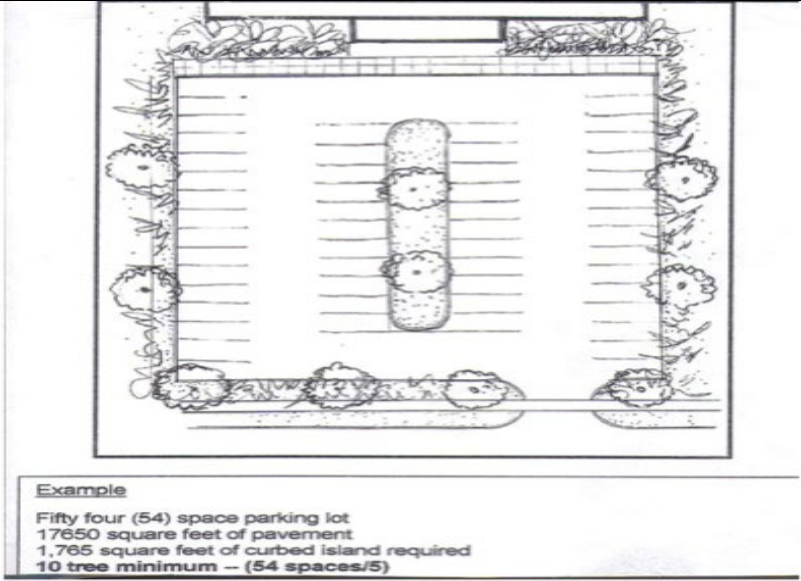 Example
Fifty four (54) space parking lot
17650 square feet of pavement
1,765 square feet of curbed island required
10 tree minimum -- (54 spaces/5)